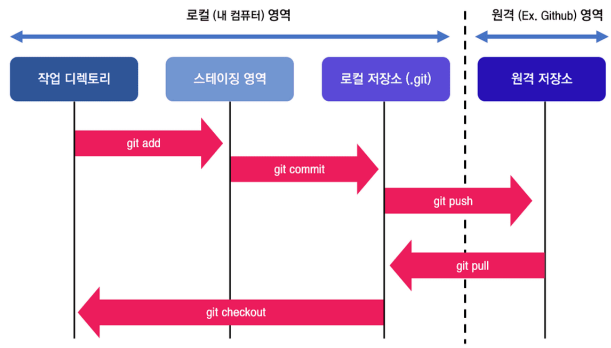 로컬 (내 컴퓨터) 영역
원격 (Ex. Github) 영역
작업 디렉토리
스테이징 영역
로컬 저장소 (.git)
원격 저장소
git add
git commit
git push
git pull
git checkout